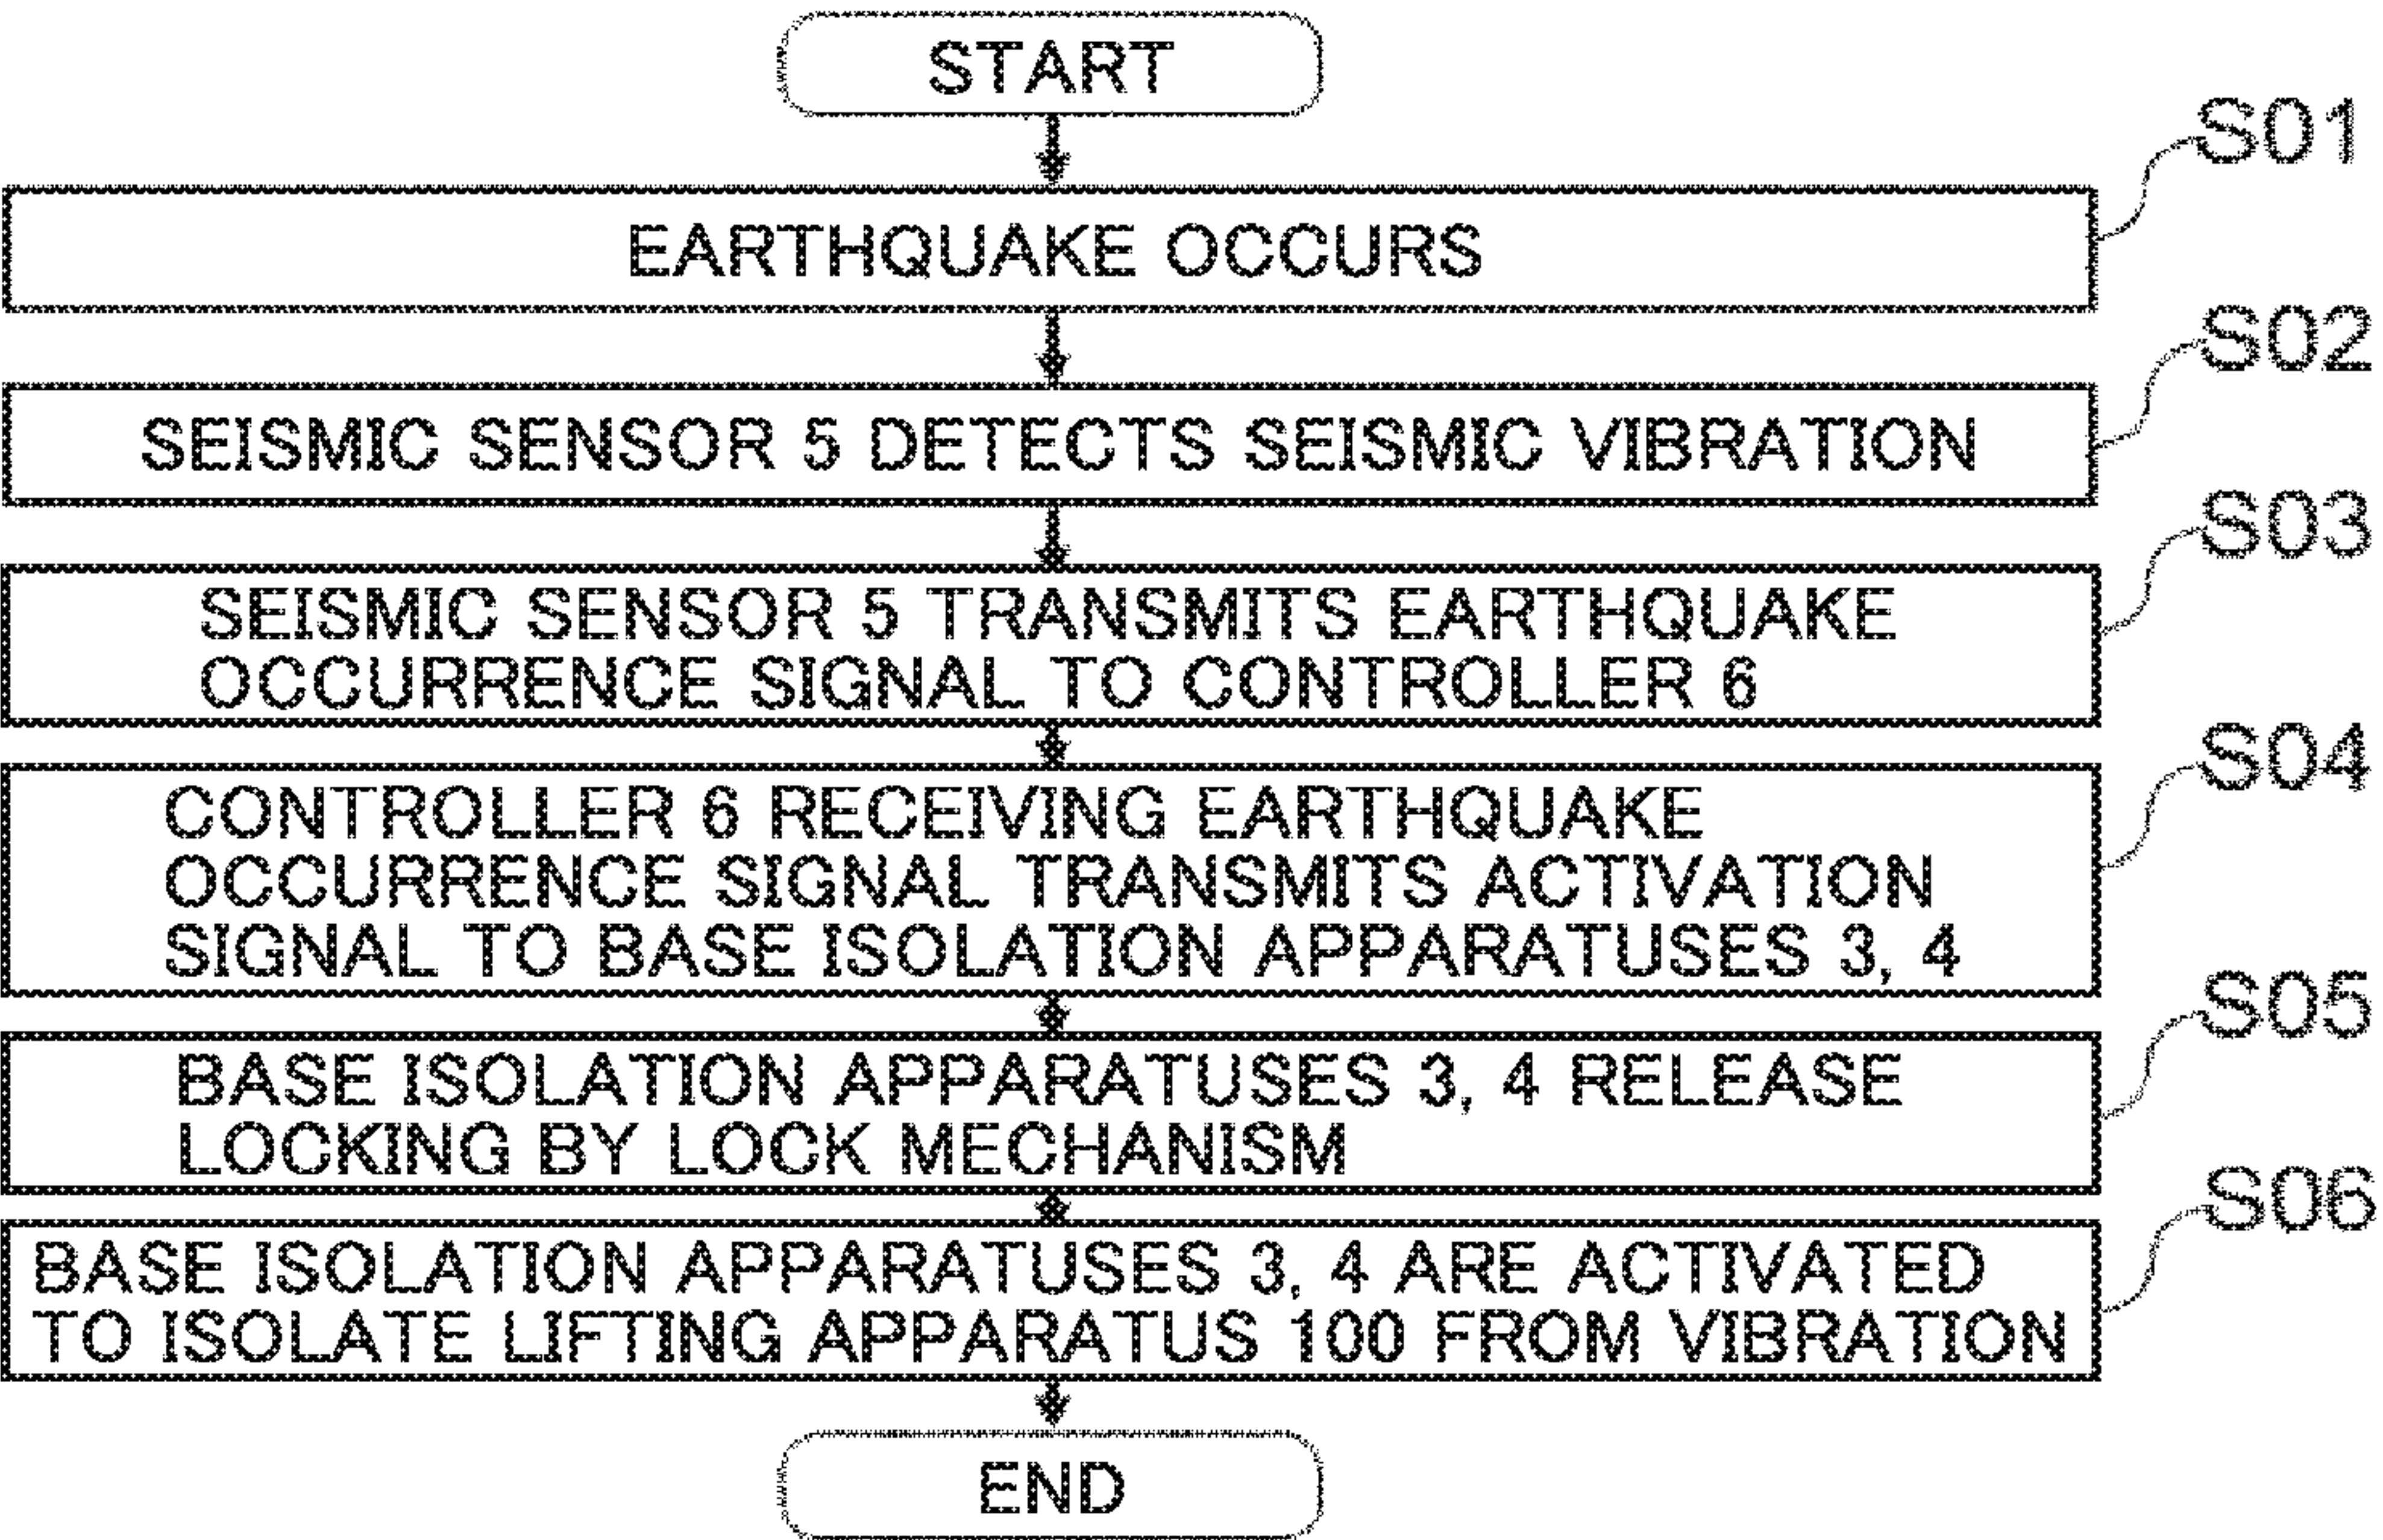 START
S01
EARTHQUAKE OCCURS
S02
SEISMIC SENSOR 5 DETECTS SEISMIC VIBRATION
S03
SEISMIC SENSOR 5 TRANSMITS EARTHQUAKE
OCCURRENCE SIGNAL TO CONTROLLER 6
S04
CONTROLLER 6 RECEIVING EARTHQUAKE
OCCURRENCE SIGNAL TRANSMITS ACTIVATION
SIGNAL TO BASE ISOLATION APPARATUSES 3, 4
S05
BASE ISOLATION APPARATUSES 3, 4 RELEASE
LOCKING BY LOCK MECHANISM
S06
BASE ISOLATION APPARATUSES 3, 4 ARE ACTIVATED
TO ISOLATE LIFTING APPARATUS 100 FROM VIBRATION
END